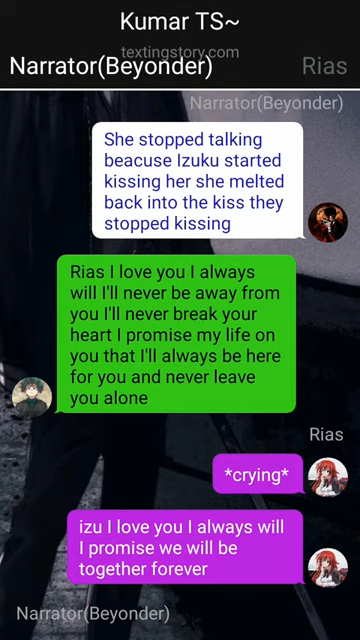 Kumar TS~
textingstory.com
Narrator(Beyonder)
Rias
Narrator(Beyonder)
She stopped talking
beacuse Izuku started
kissing her she melted
back into the kiss they
stopped kissing
Rias I love you I always
will I'll never be away from
you I'll never break your
heart I promise my life on
you that I'll always be here
for you and never leave
you alone
Rias
*crying*
izu I love you I always will
I promise we will be
together forever
Narrator(Beyonder)